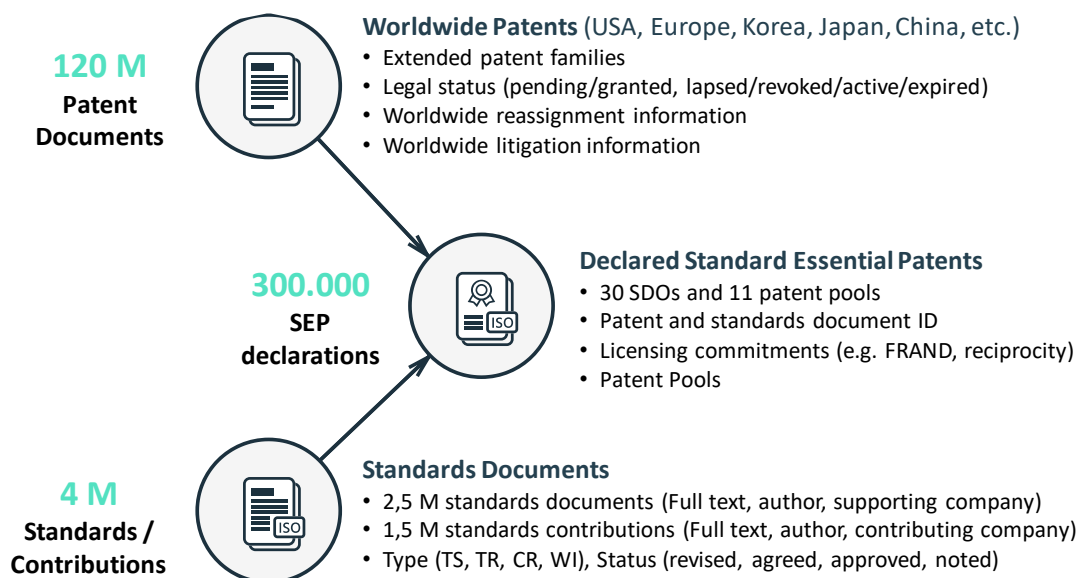 120 M
Patent
Documents
Worldwide Patents (USA, Europe, Korea, Japan, China, etc.)
• Extended patent families
• Legal status (pending/granted, lapsed/revoked/active/expired)
• Worldwide reassignment information
• Worldwide litigation information
300.000
SEP
declarations
ISO
Declared Standard Essential Patents
• 30 SDOs and 11 patent pools
• Patent and standards document ID
• Licensing commitments (e.g. FRAND, reciprocity)
• Patent Pools
4 M
Standards /
Contributions
ISO
Standards Documents
• 2,5 M standards documents (Full text, author, supporting company)
• 1,5 M standards contributions (Full text, author, contributing company)
• Type (TS, TR, CR, WI), Status (revised, agreed, approved, noted)